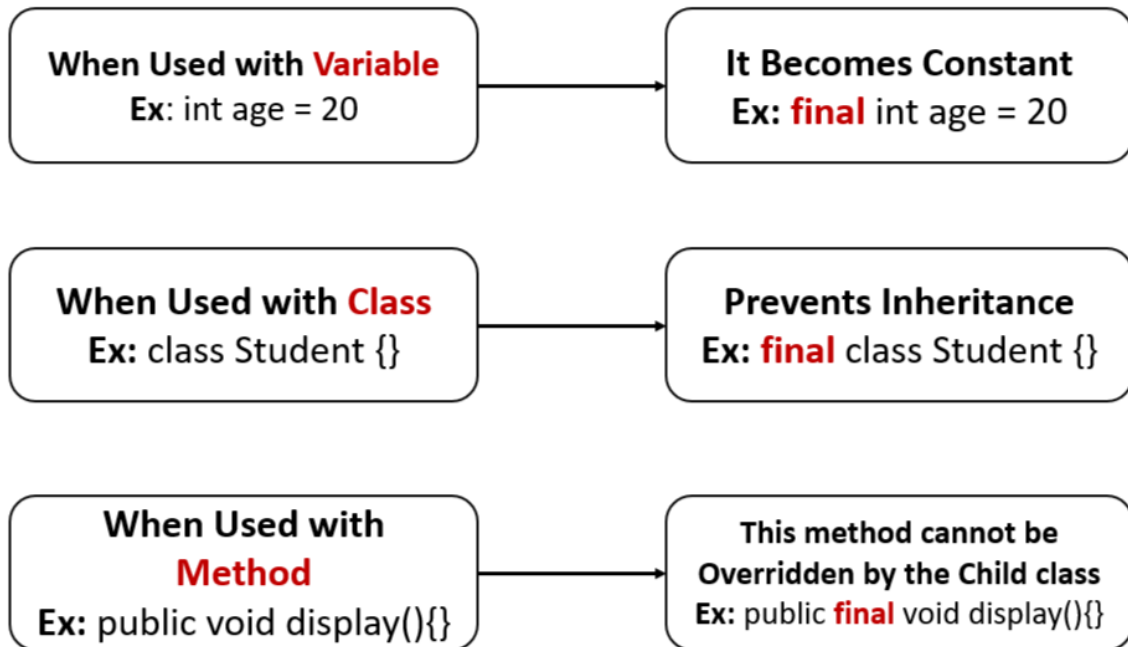 When Used with Variable
Ex: int age = 20
It Becomes Constant
Ex: final int age = 20
When Used with Class
Ex: class Student {}
Prevents Inheritance
Ex: final class Student {}
When Used with
Method
Ex: public void display(){}
This method cannot be
Overridden by the Child class
Ex: public final void display(){}